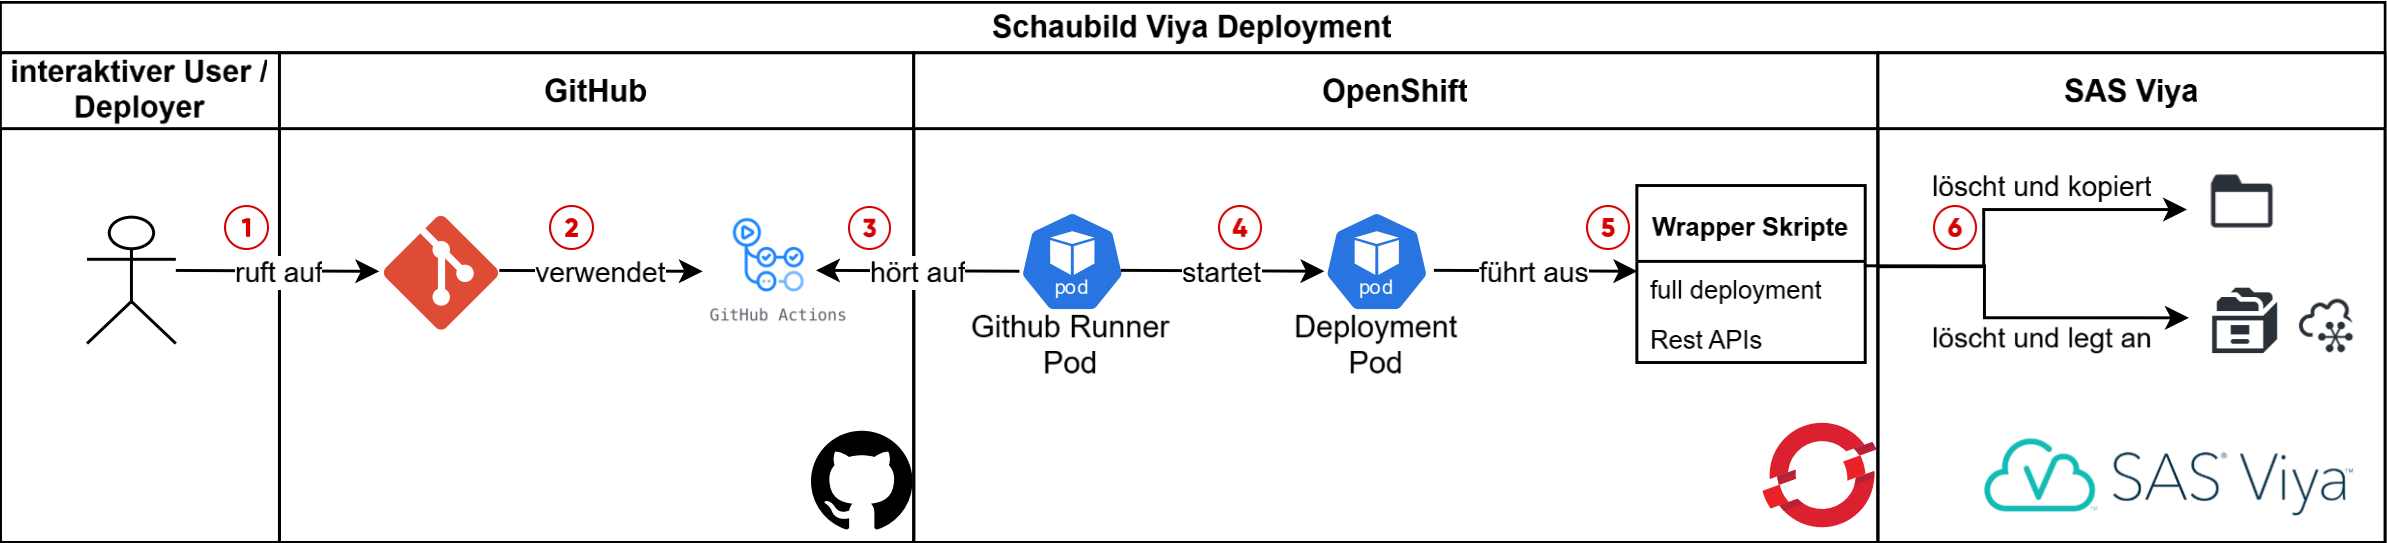 Schaubild Viya Deployment
interaktiver User /
Deployer
GitHub
OpenShift
SAS Viya
1
ruft auf
2
verwendet
GitHub Actions
3
hört auf
pod
Github Runner
Pod
4
startet
pod
Deployment
Pod
5
führt aus
Wrapper Skripte
full deployment
Rest APIs
6
löscht und kopiert
löscht und legt an
SAS® Viya™